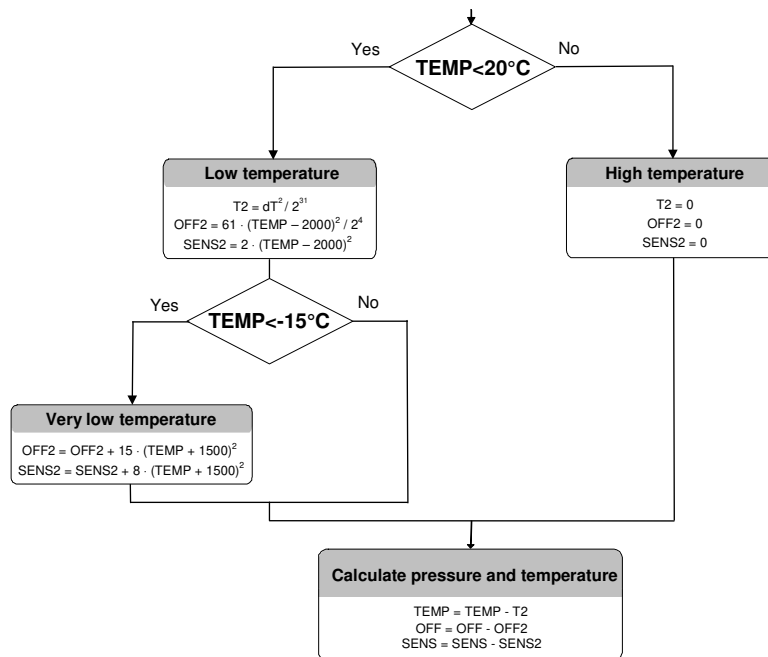 Yes
No
TEMP<20°C
Low temperature
T2 = dT² / 2³¹
OFF2 = 61 · (TEMP – 2000)² / 2⁴
SENS2 = 2 · (TEMP – 2000)²
High temperature
T2 = 0
OFF2 = 0
SENS2 = 0
Yes
No
TEMP<-15°C
Very low temperature
OFF2 = OFF2 + 15 · (TEMP + 1500)²
SENS2 = SENS2 + 8 · (TEMP + 1500)²
Calculate pressure and temperature
TEMP = TEMP - T2
OFF = OFF - OFF2
SENS = SENS - SENS2